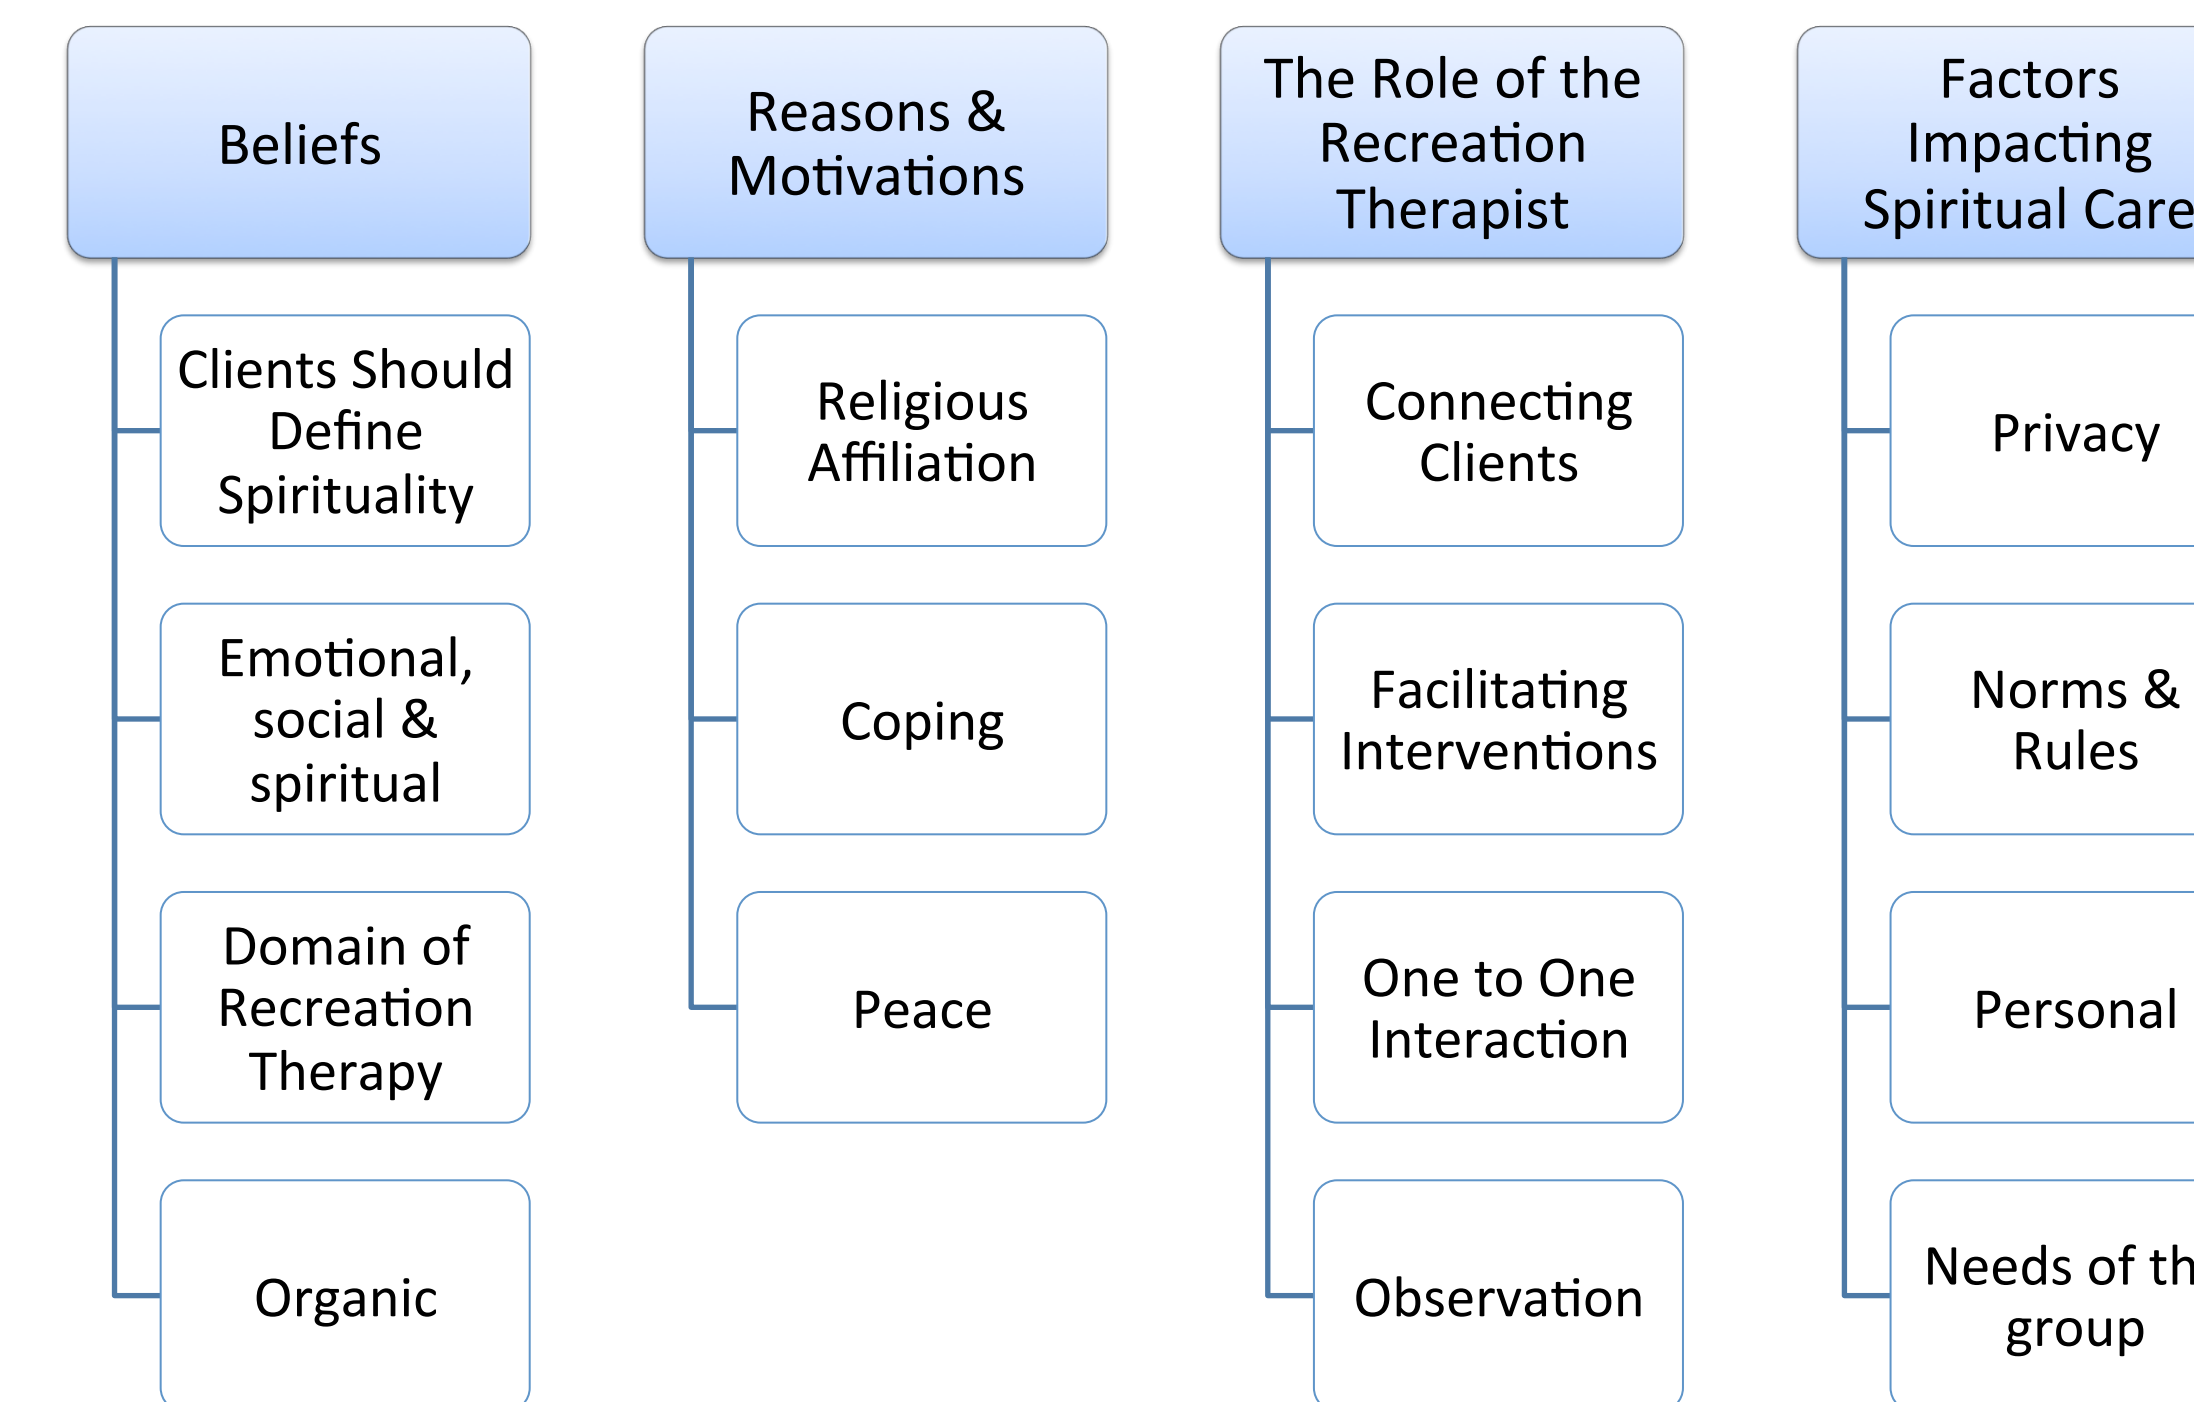 Beliefs
Clients Should
Define
Spirituality
Emotional,
social &
spiritual
Domain of
Recreation
Therapy
Organic
Reasons &
Motivations
Religious
Affiliation
Coping
Peace
The Role of the
Recreation
Therapist
Connecting
Clients
Facilitating
Interventions
One to One
Interaction
Observation
Factors
Impacting
Spiritual Care
Privacy
Norms &
Rules
Personal
Needs of
group